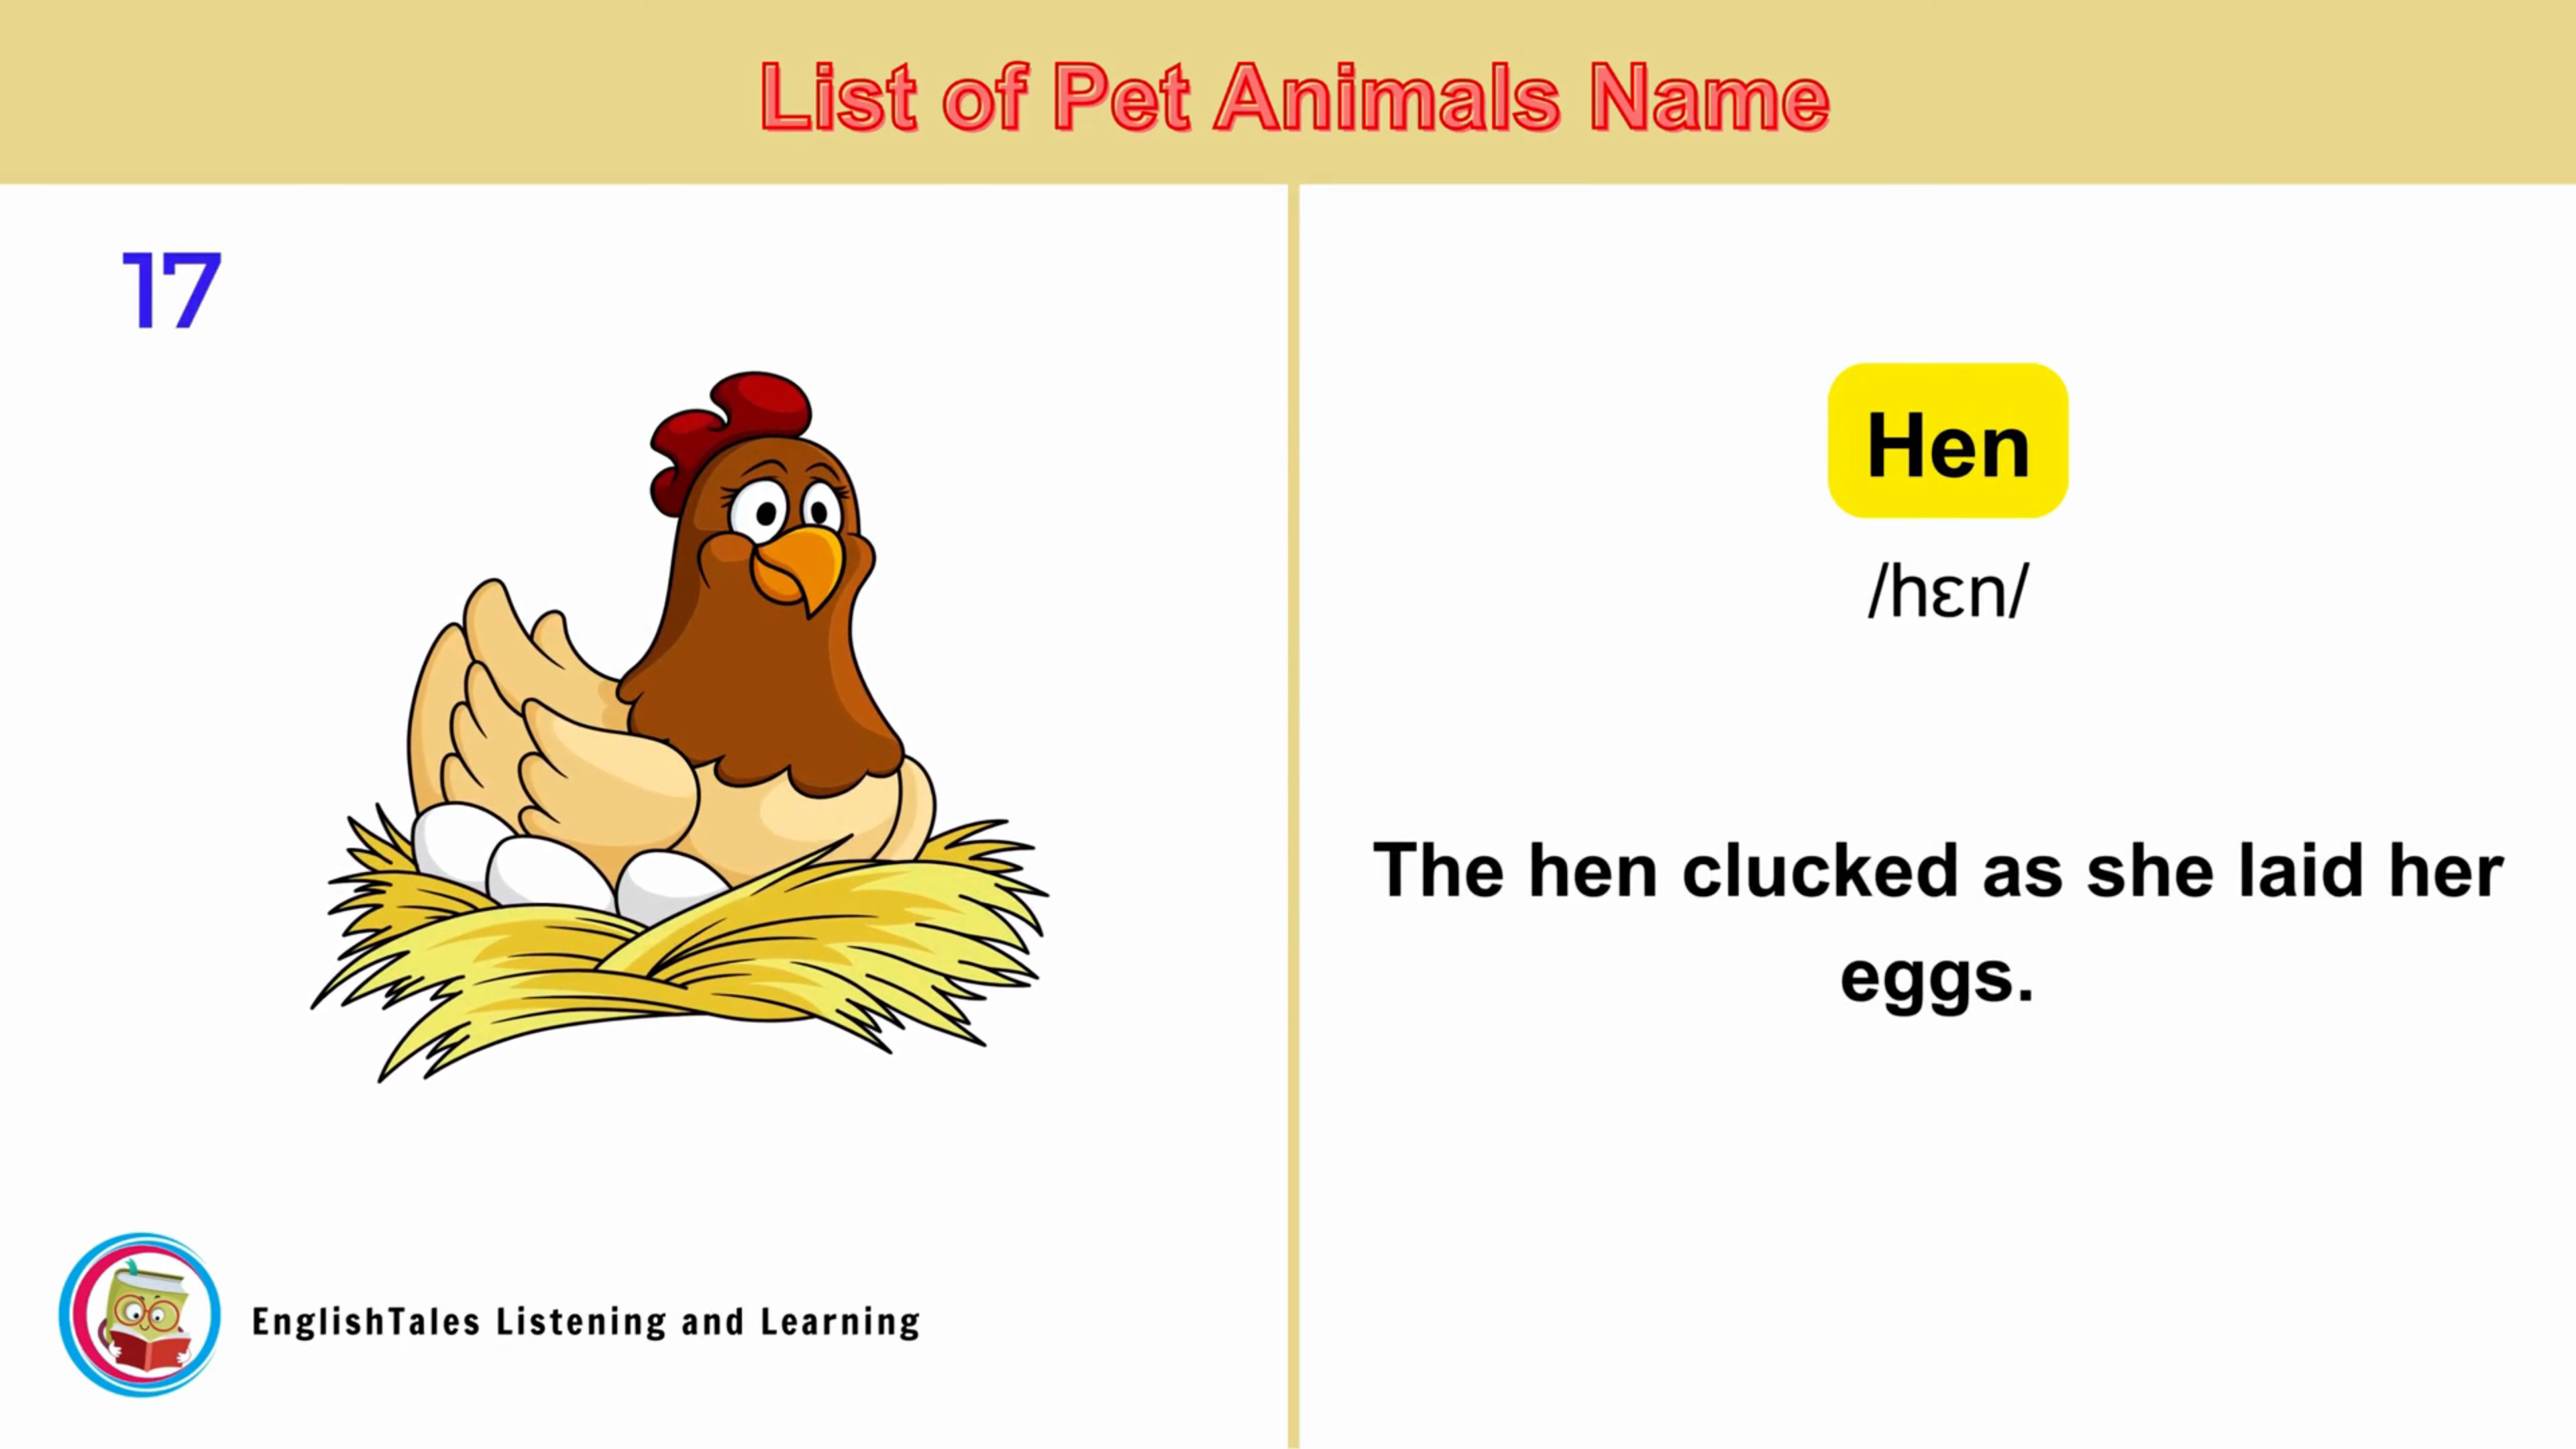 List of Pet Animals Name
17
Hen
/hɛn/
The hen clucked as she laid her
eggs.
EnglishTales Listening and Learning